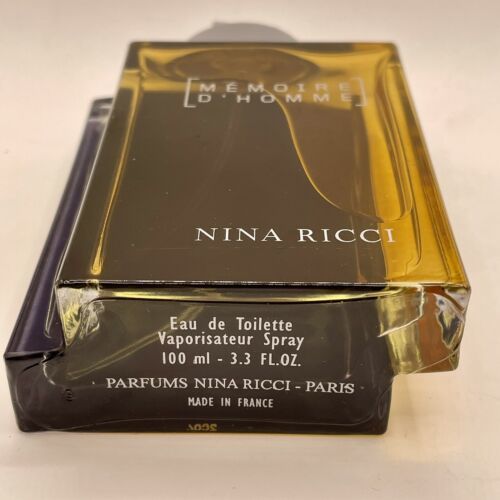 [MÉMOIRE
D'HOMME]
NINA RICCI
Eau de Toilette
Vaporisateur Spray
100 ml - 3.3 FL.OZ.
PARFUMS NINA RICCI - PARIS
MADE IN FRANCE